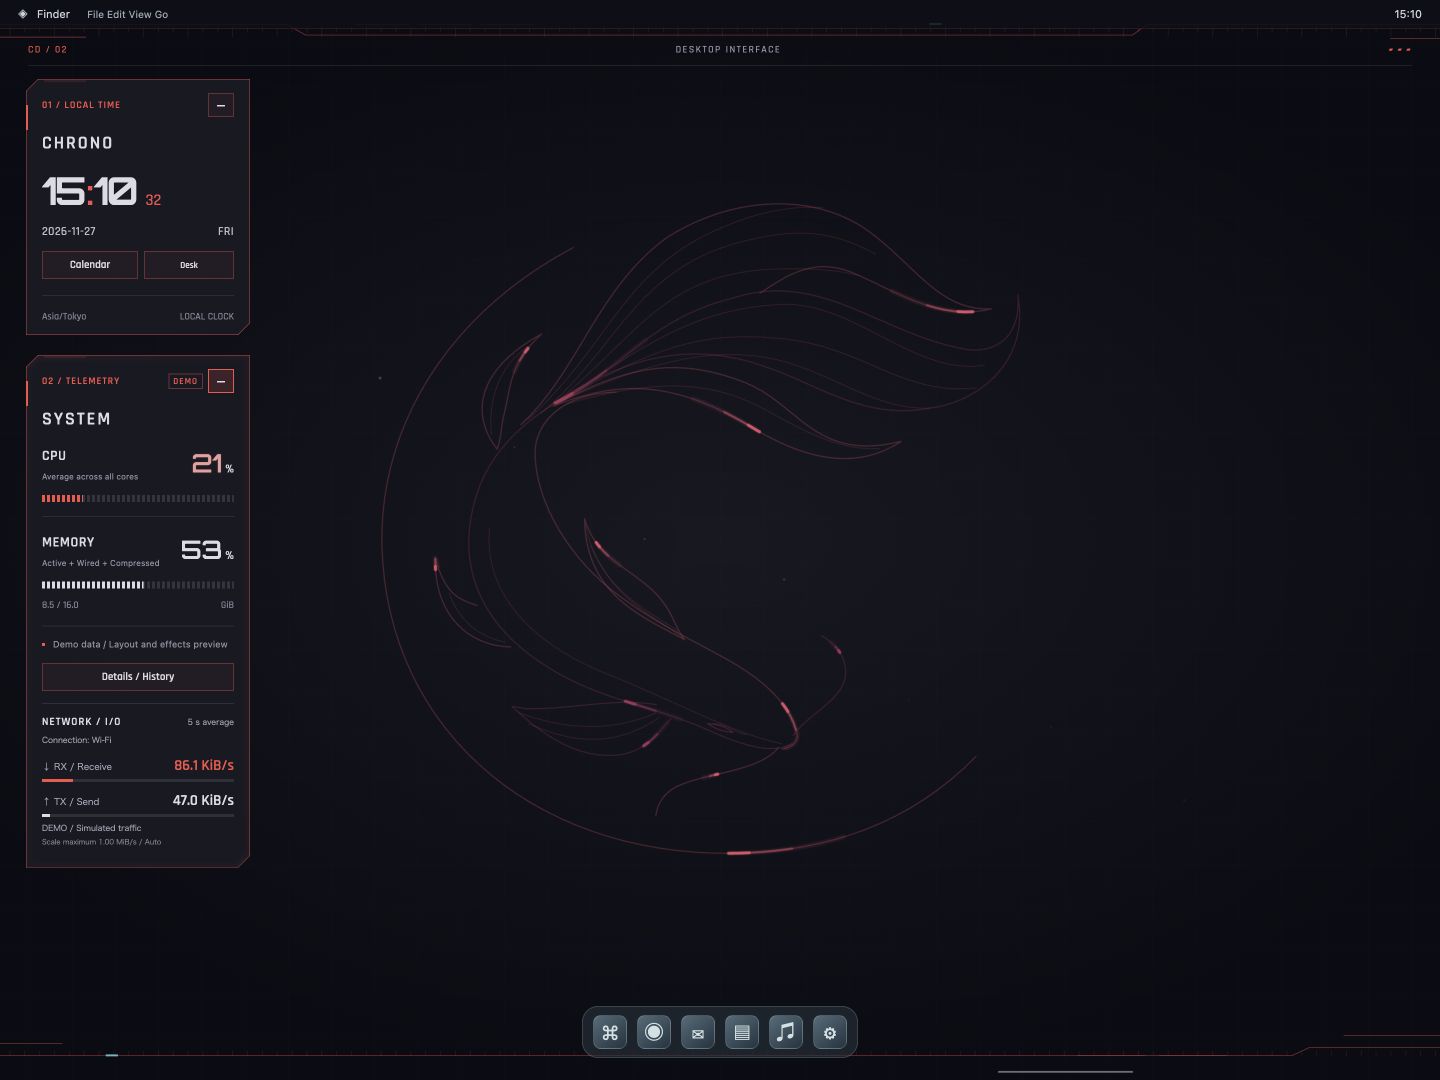 Finder File Edit View Go 15:10
CD / 02 DESKTOP INTERFACE
01 / LOCAL TIME
CHRONO
15:10 32
2026-11-27 FRI
Calendar Desk
Asia/Tokyo LOCAL CLOCK
02 / TELEMETRY DEMO
SYSTEM
CPU 21%
Average across all cores
MEMORY 53%
Active + Wired + Compressed
8.5 / 16.0 GiB
Demo data / Layout and effects preview
Details / History
NETWORK / I/O 5 s average
Connection: Wi-Fi
↓ RX / Receive 86.1 KiB/s
↑ TX / Send 47.0 KiB/s
DEMO / Simulated traffic
Scale maximum 1.00 MiB/s / Auto